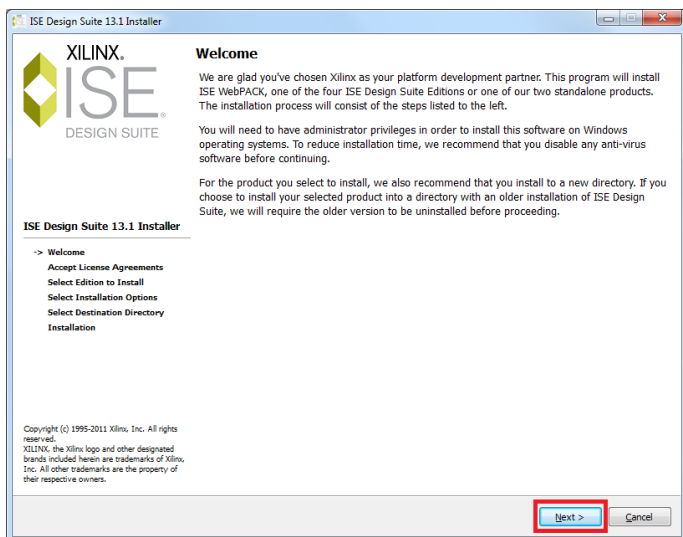 ISE Design Suite 13.1 Installer
XILINX.
ISE.
DESIGN SUITE
Welcome
We are glad you've chosen Xilinx as your platform development partner. This program will install
ISE WebPACK, one of the four ISE Design Suite Editions or one of our two standalone products.
The installation process will consist of the steps listed to the left.
You will need to have administrator privileges in order to install this software on Windows
operating systems. To reduce installation time, we recommend that you disable any anti-virus
software before continuing.
For the product you select to install, we also recommend that you install to a new directory. If you
choose to install your selected product into a directory with an older installation of ISE Design
Suite, we will require the older version to be uninstalled before proceeding.
ISE Design Suite 13.1 Installer
-> Welcome
Accept License Agreements
Select Edition to Install
Select Installation Options
Select Destination Directory
Installation
Copyright (c) 1995-2011 Xilinx, Inc. All rights
reserved.
XILINX, the Xilinx logo and other designated
brands included herein are trademarks of Xilinx,
Inc. All other trademarks are the property of
their respective owners.
Next >
Cancel